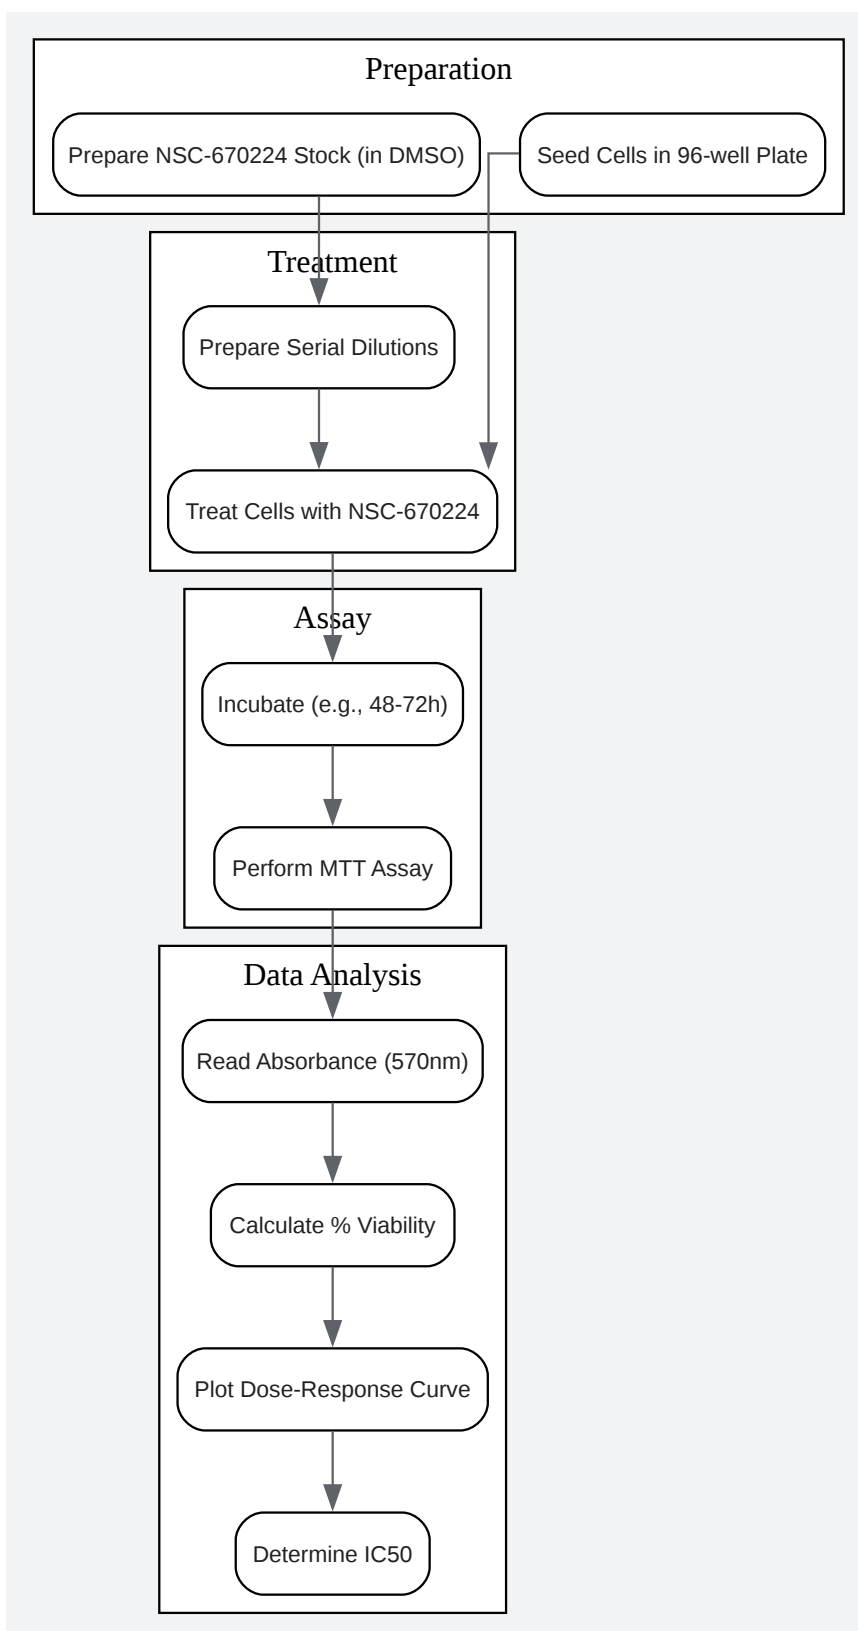 Preparation
Prepare NSC-670224 Stock (in DMSO)
Seed Cells in 96-well Plate
Treatment
Prepare Serial Dilutions
Treat Cells with NSC-670224
Assay
Incubate (e.g., 48-72h)
Perform MTT Assay
Data Analysis
Read Absorbance (570nm)
Calculate % Viability
Plot Dose-Response Curve
Determine IC50